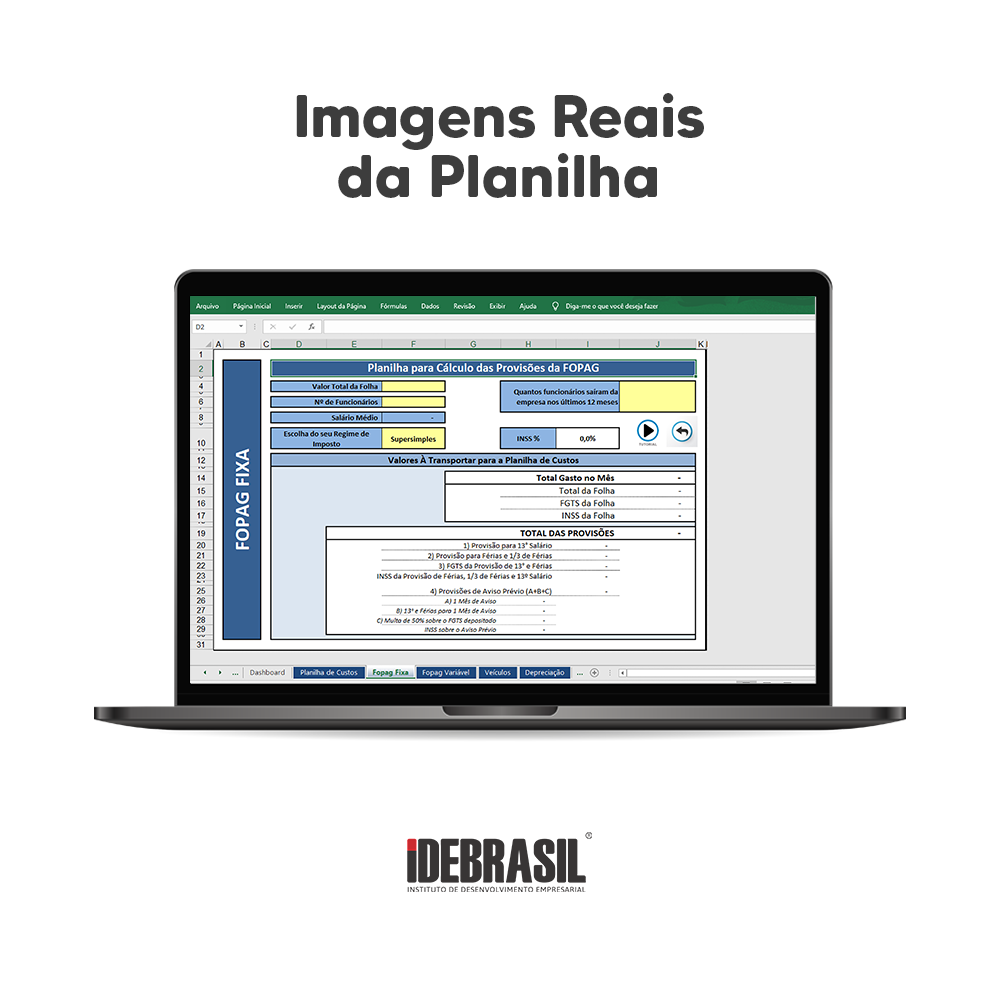 Imagens Reais
da Planilha
Arquivo Página Inicial Inserir Layout da Página Fórmulas Dados Revisão Exibir Ajuda Diga-me o que você deseja fazer
D2 fx
A B C D E F G H I J K l
1
2 Planilha para Cálculo das Provisões da FOPAG
4 Valor Total da Folha
Quantos funcionários saíram da
empresa nos últimos 12 meses
6 Nº de Funcionários
8 Salário Médio -
10 Escolha do seu Regime de
Imposto
Supersimples INSS % 0,0%
TUTORIAL
FOPAG FIXA
12 Valores À Transportar para a Planilha de Custos
14 Total Gasto no Mês -
15 Total da Folha -
16 FGTS da Folha -
17 INSS da Folha -
19 TOTAL DAS PROVISÕES -
20 1) Provisão para 13° Salário -
21 2) Provisão para Férias e 1/3 de Férias -
22 3) FGTS da Provisão de 13° e Férias -
23 INSS da Provisão de Férias, 1/3 de Férias e 13º Salário -
25 4) Provisões de Aviso Prévio (A+B+C) -
26 A) 1 Mês de Aviso -
27 B) 13° e Férias para 1 Mês de Aviso -
28 C) Multa de 50% sobre o FGTS depositado -
29 INSS sobre o Aviso Prévio -
31
... Dashboard Planilha de Custos Fopag Fixa Fopag Variável Veículos Depreciação ...
iDEBRASIL ®
INSTITUTO DE DESENVOLVIMENTO EMPRESARIAL